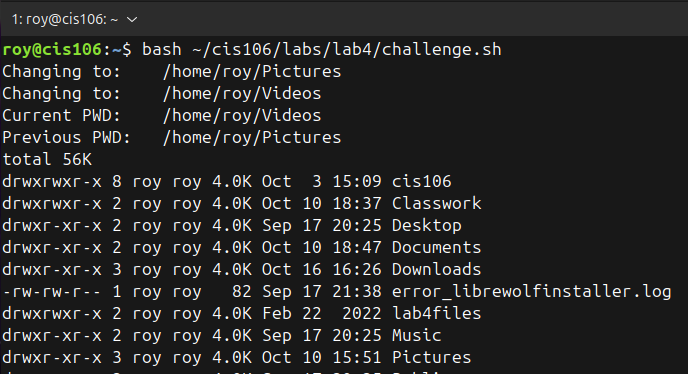 1: roy@cis106: ~
roy@cis106:~$ bash ~/cis106/labs/lab4/challenge.sh
Changing to:    /home/roy/Pictures
Changing to:    /home/roy/Videos
Current PWD:    /home/roy/Videos
Previous PWD:   /home/roy/Pictures
total 56K
drwxrwxr-x 8 roy roy 4.0K Oct  3 15:09 cis106
drwxrwxr-x 2 roy roy 4.0K Oct 10 18:37 Classwork
drwxr-xr-x 2 roy roy 4.0K Sep 17 20:25 Desktop
drwxr-xr-x 2 roy roy 4.0K Oct 10 18:47 Documents
drwxr-xr-x 3 roy roy 4.0K Oct 16 16:26 Downloads
-rw-rw-r-- 1 roy roy   82 Sep 17 21:38 error_librewolfinstaller.log
drwxrwxr-x 2 roy roy 4.0K Feb 22  2022 lab4files
drwxr-xr-x 2 roy roy 4.0K Sep 17 20:25 Music
drwxr-xr-x 3 roy roy 4.0K Oct 10 15:51 Pictures